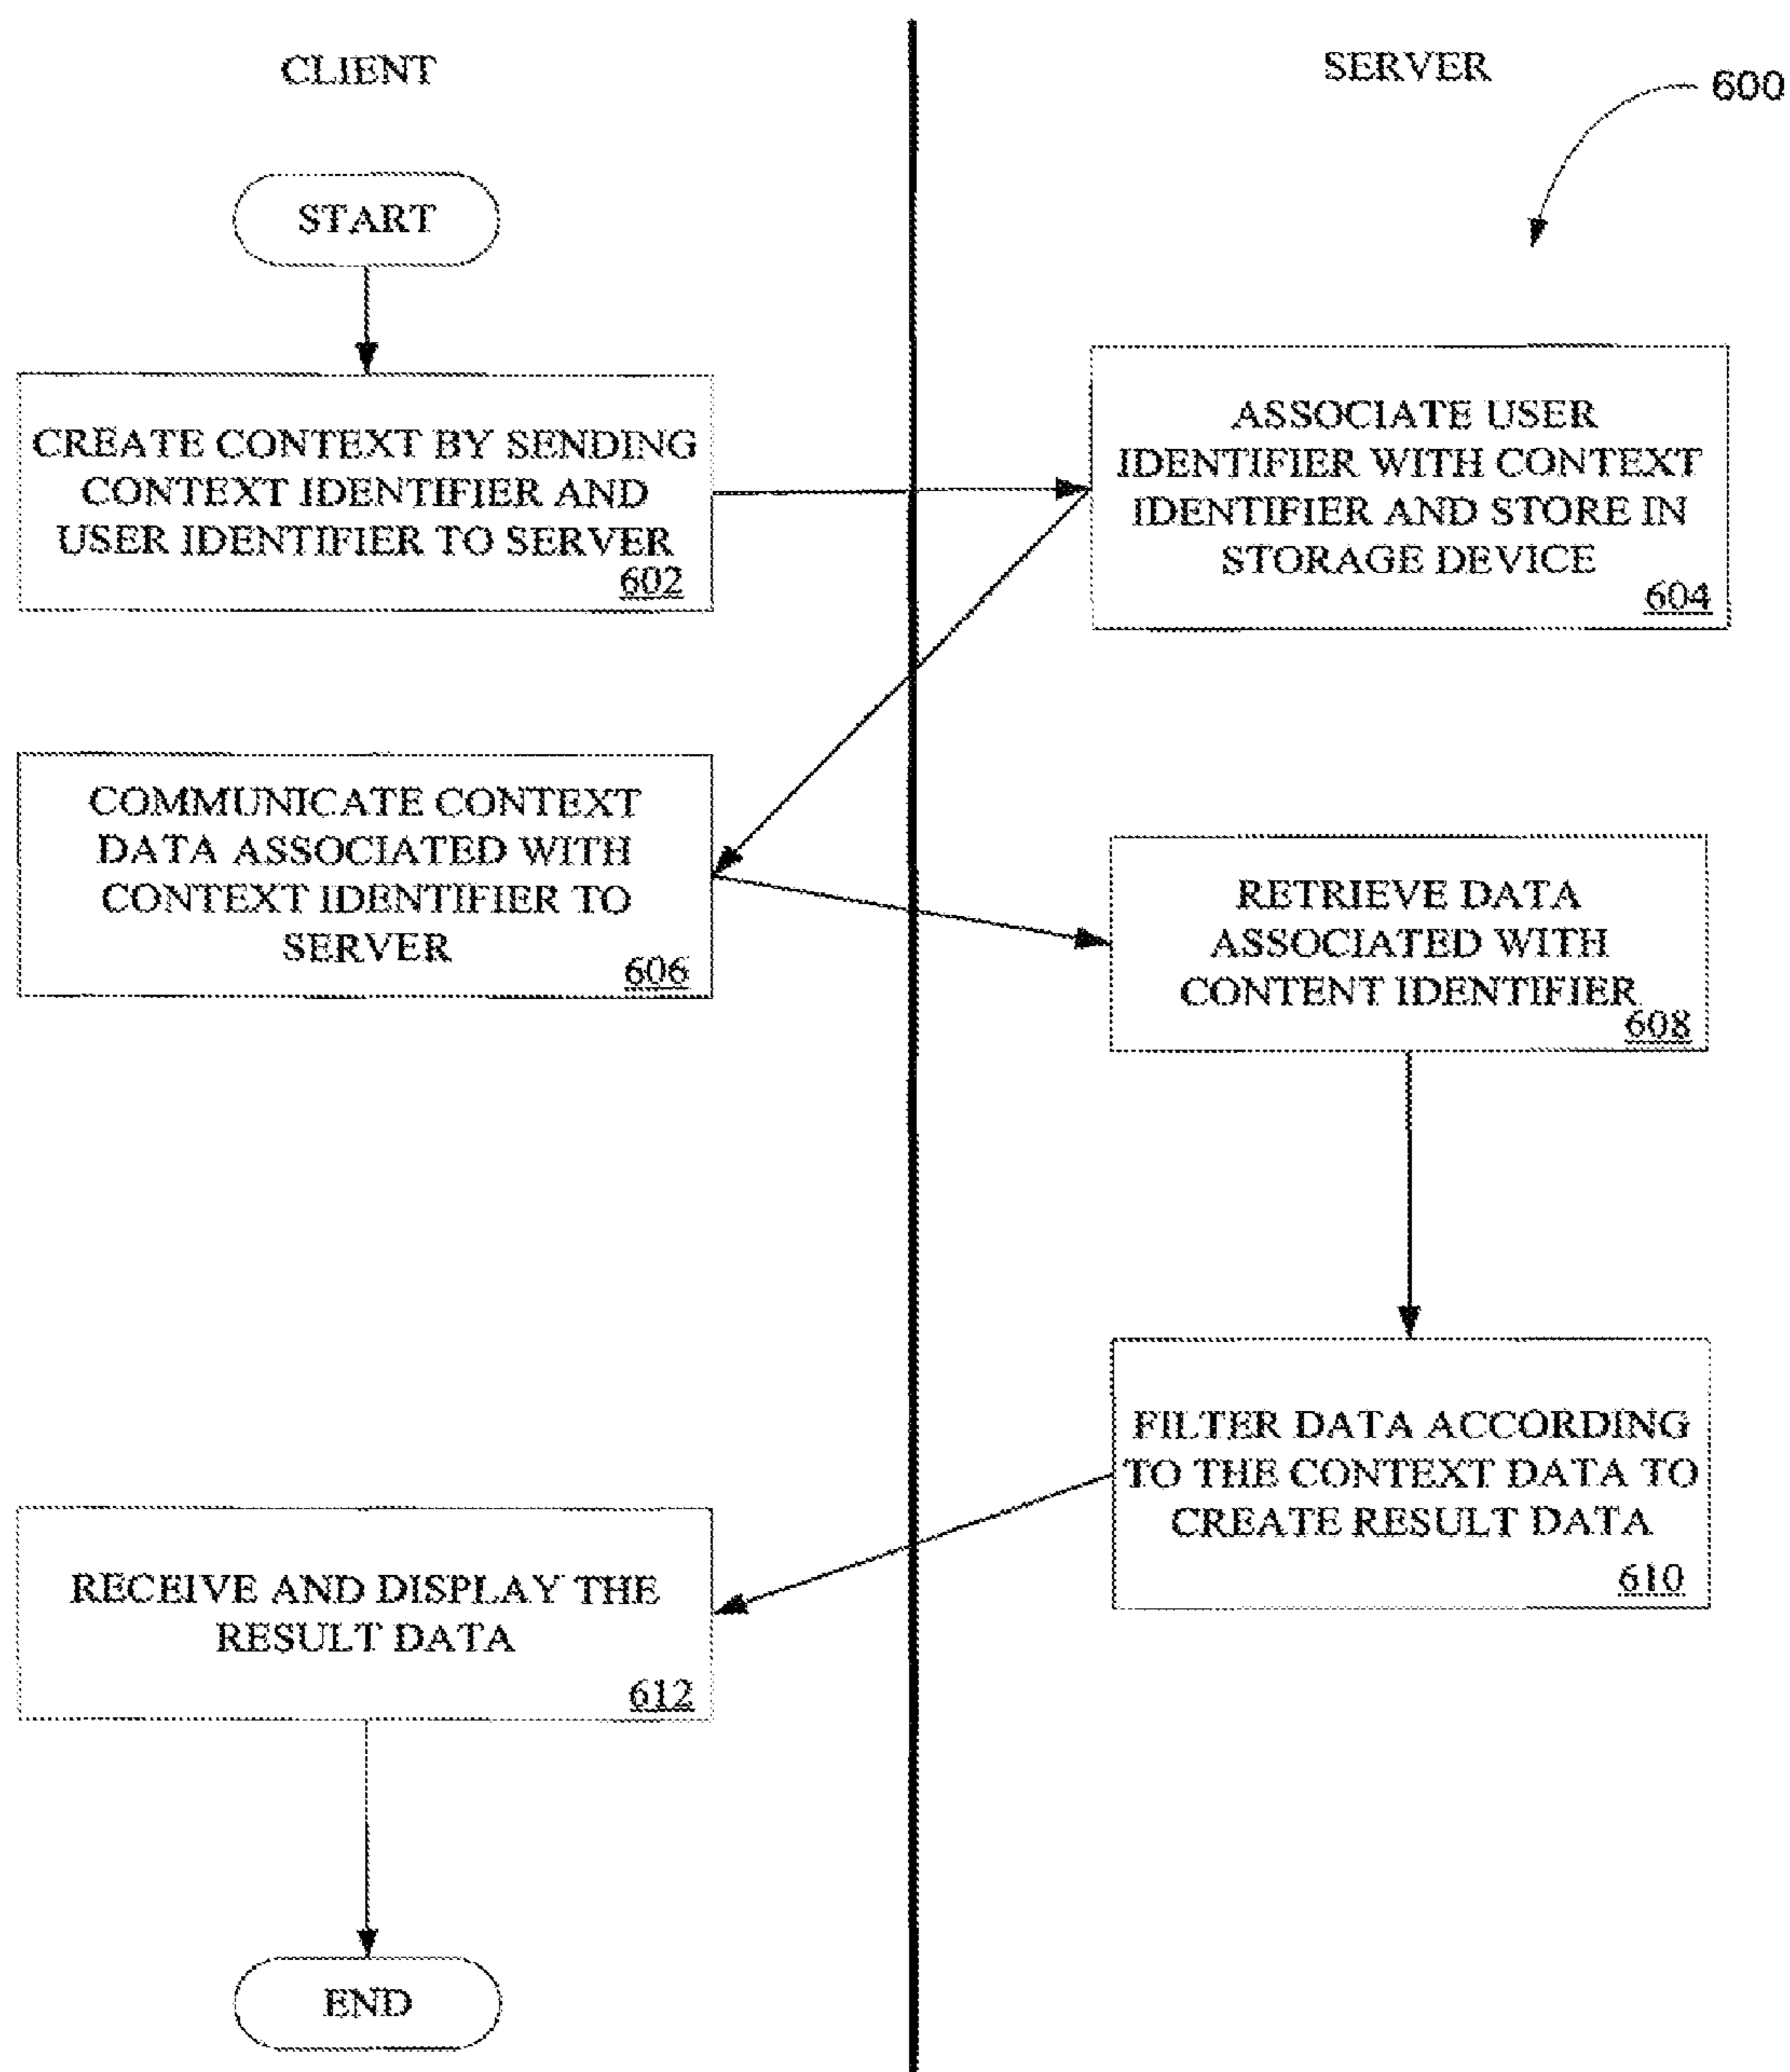 CLIENT
SERVER
600
START
CREATE CONTEXT BY SENDING
CONTEXT IDENTIFIER AND
USER IDENTIFIER TO SERVER
602
ASSOCIATE USER
IDENTIFIER WITH CONTEXT
IDENTIFIER AND STORE IN
STORAGE DEVICE
604
COMMUNICATE CONTEXT
DATA ASSOCIATED WITH
CONTEXT IDENTIFIER TO
SERVER
606
RETRIEVE DATA
ASSOCIATED WITH
CONTENT IDENTIFIER
608
FILTER DATA ACCORDING
TO THE CONTEXT DATA TO
CREATE RESULT DATA
610
RECEIVE AND DISPLAY THE
RESULT DATA
612
END